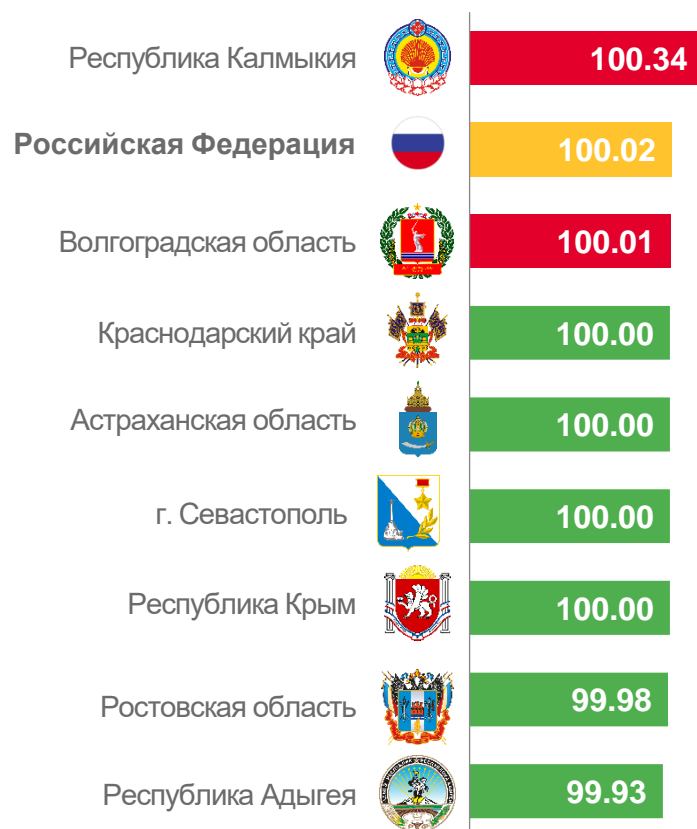 Республика Калмыкия 100.34
Российская Федерация 100.02
Волгоградская область 100.01
Краснодарский край 100.00
Астраханская область 100.00
г. Севастополь 100.00
Республика Крым 100.00
Ростовская область 99.98
Республика Адыгея 99.93